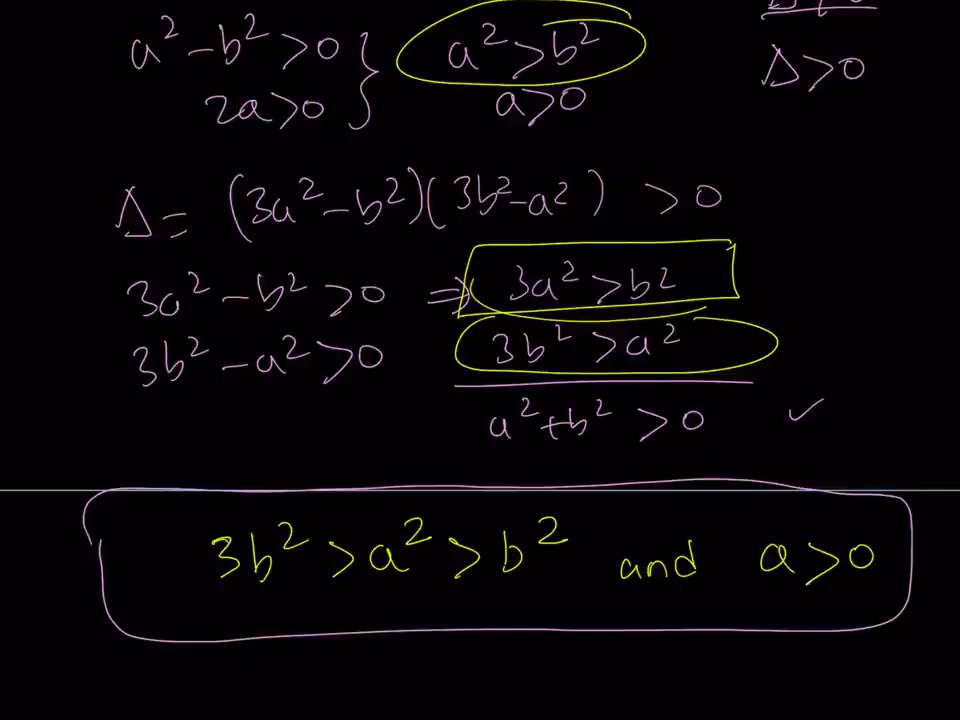 a² - b² > 0 } a² > b²
2a > 0 a > 0
Δ > 0
Δ = (3a² - b²)(3b² - a²) > 0
3a² - b² > 0 ⇒ 3a² > b²
3b² - a² > 0 3b² > a²
a² + b² > 0 ✓
3b² > a² > b² and a > 0